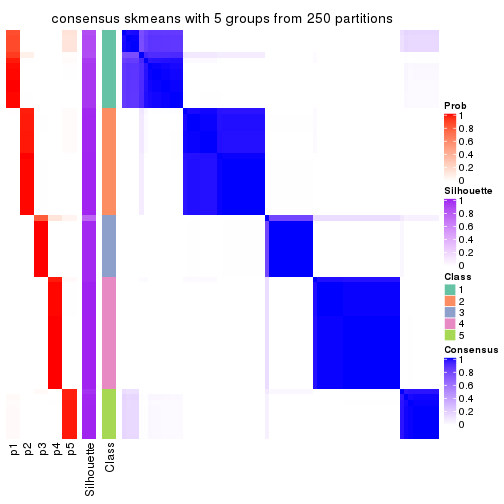 consensus skmeans with 5 groups from 250 partitions
Prob
1
0.8
0.6
0.4
0.2
0
Silhouette
1
0.8
0.6
0.4
0.2
0
Class
1
2
3
4
5
Consensus
1
0.8
0.6
0.4
0.2
0
p1
p2
p3
p4
p5
Silhouette
Class